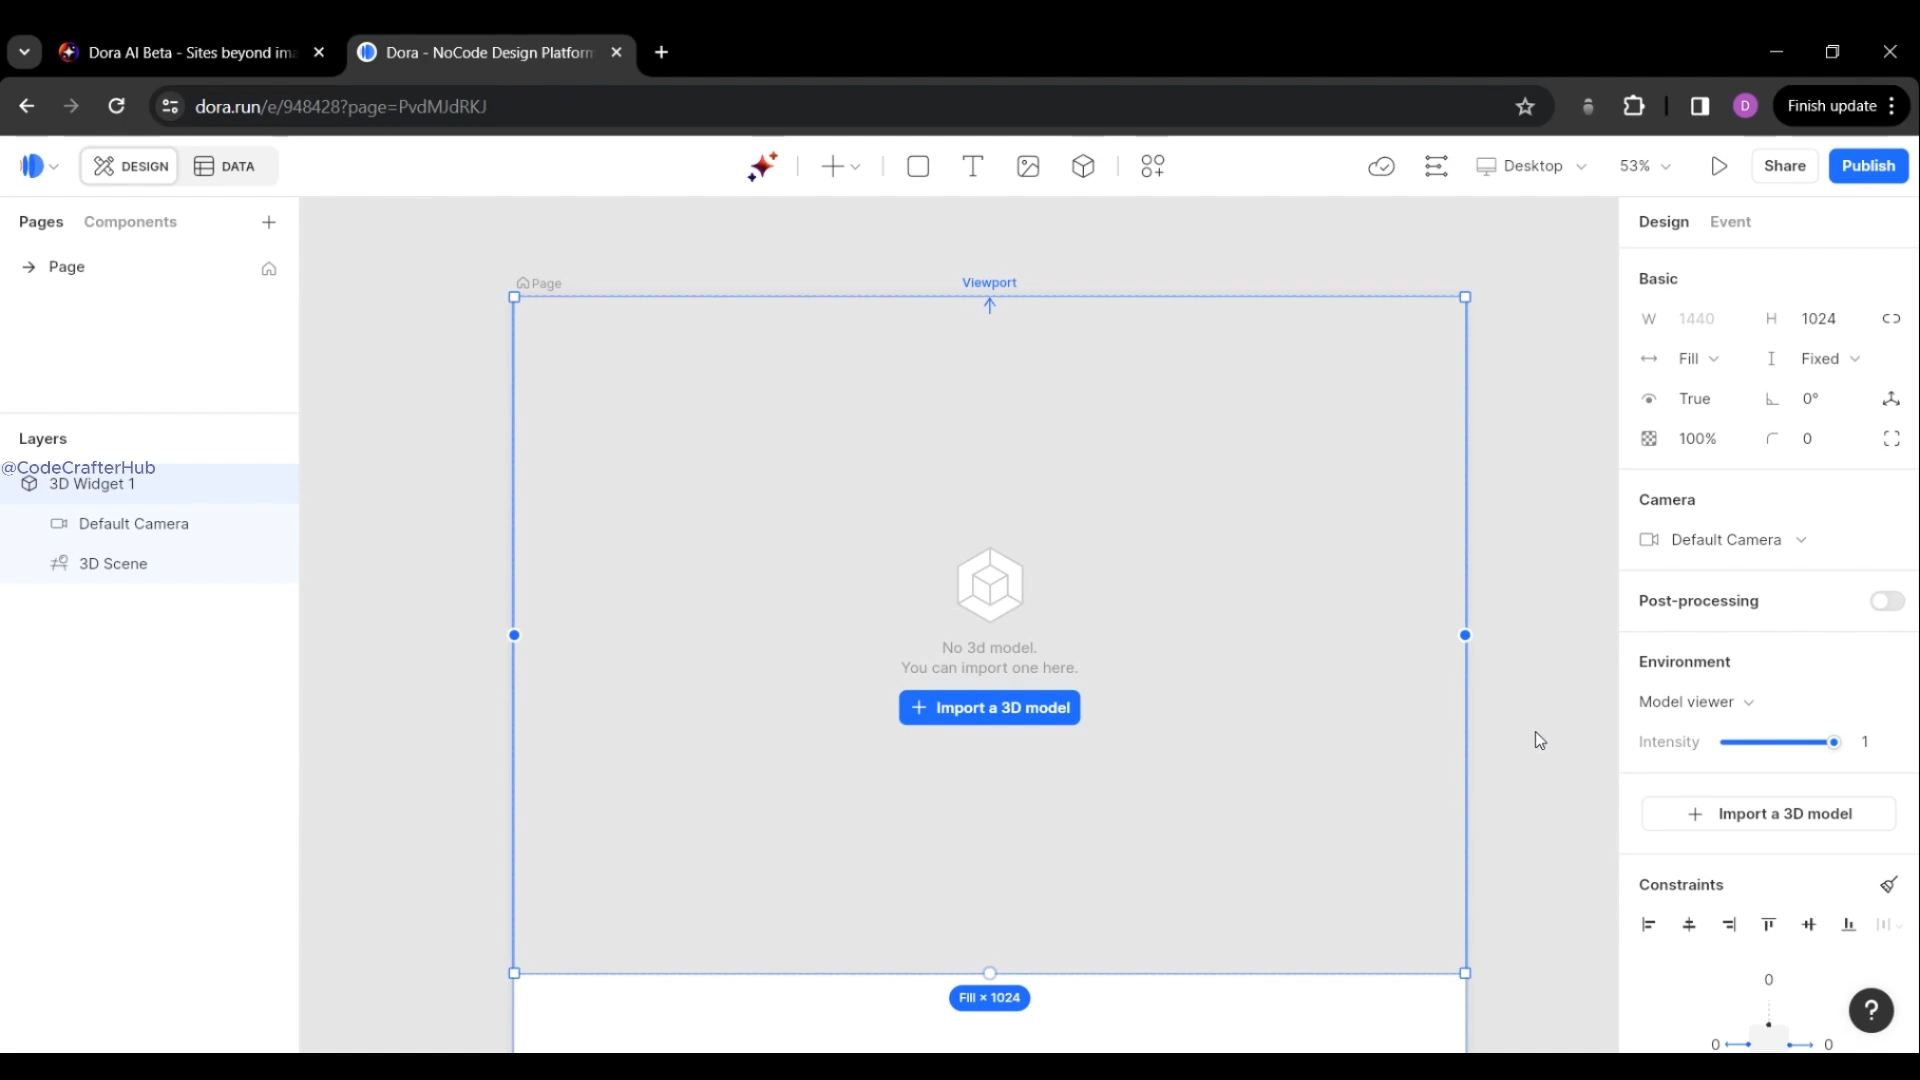 Dora AI Beta - Sites beyond ima
Dora - NoCode Design Platform
dora.run/e/948428?page=PvdMJdRKJ
D
Finish update
DESIGN
DATA
Desktop
53%
Share
Publish
Pages
Components
Page
Layers
@CodeCrafterHub
3D Widget 1
Default Camera
3D Scene
Page
Viewport
No 3d model.
You can import one here.
Import a 3D model
Fill × 1024
Design
Event
Basic
W 1440
H 1024
Fill
Fixed
True
0°
100%
0
Camera
Default Camera
Post-processing
Environment
Model viewer
Intensity
1
Import a 3D model
Constraints
0
0
0
?